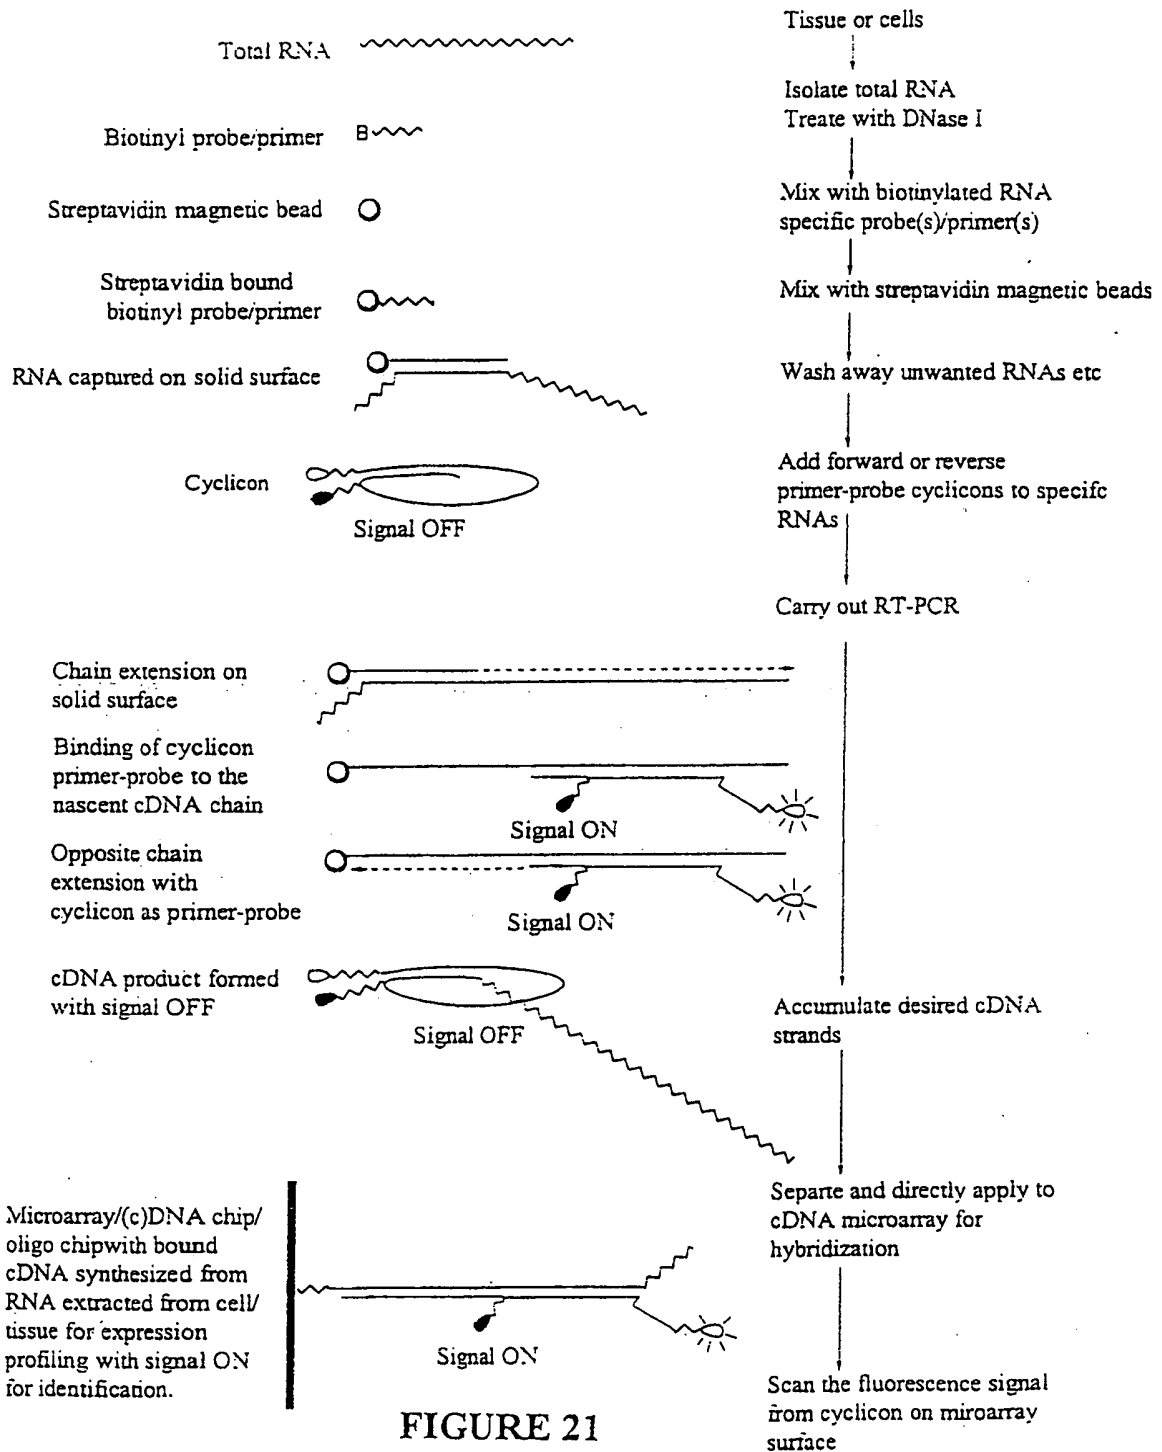 Total RNA
Biotinyl probe/primer
B
Streptavidin magnetic bead
Streptavidin bound
biotinyl probe/primer
RNA captured on solid surface
Cyclicon
Signal OFF
Chain extension on
solid surface
Binding of cyclicon
primer-probe to the
nascent cDNA chain
Signal ON
Opposite chain
extension with
cyclicon as primer-probe
Signal ON
cDNA product formed
with signal OFF
Signal OFF
Microarray/(c)DNA chip/
oligo chipwith bound
cDNA synthesized from
RNA extracted from cell/
tissue for expression
profiling with signal ON
for identification.
Signal ON
Tissue or cells
Isolate total RNA
Treat with DNase I
Mix with biotinylated RNA
specific probe(s)/primer(s)
Mix with streptavidin magnetic beads
Wash away unwanted RNAs etc
Add forward or reverse
primer-probe cyclicons to specifc
RNAs
Carry out RT-PCR
Accumulate desired cDNA
strands
Separte and directly apply to
cDNA microarray for
hybridization
Scan the fluorescence signal
from cyclicon on miroarray
surface
FIGURE 21